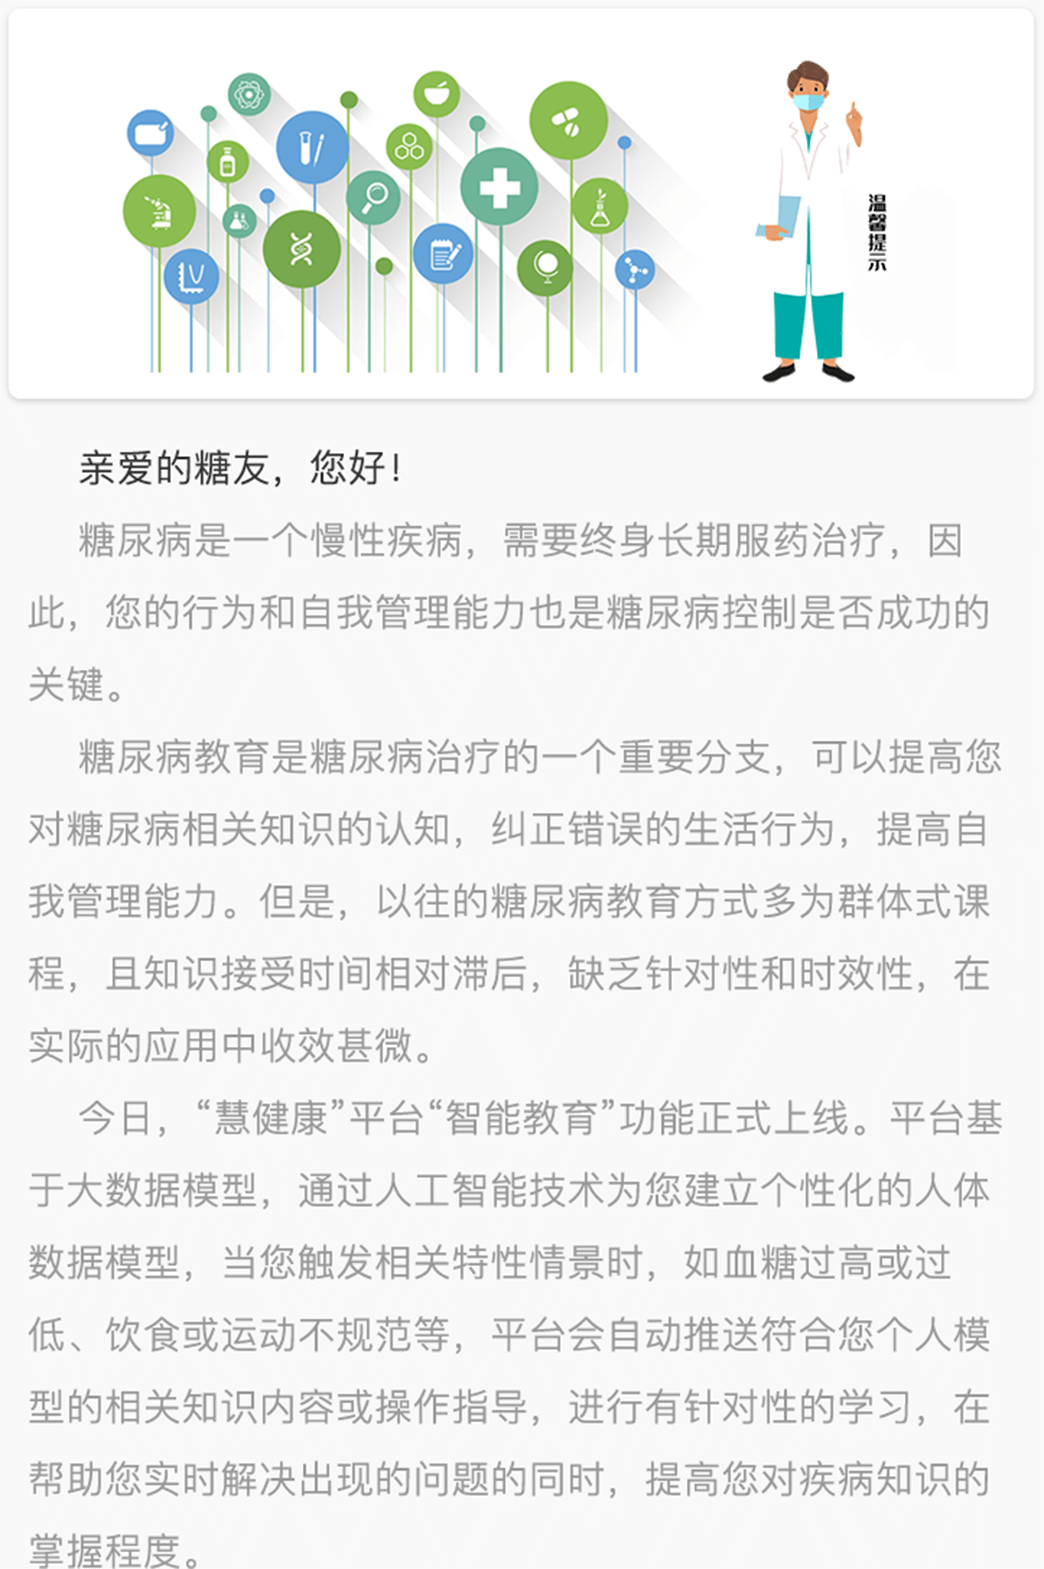 温馨提示
亲爱的糖友，您好！
糖尿病是一个慢性疾病，需要终身长期服药治疗，因
此，您的行为和自我管理能力也是糖尿病控制是否成功的
关键。
糖尿病教育是糖尿病治疗的一个重要分支，可以提高您
对糖尿病相关知识的认知，纠正错误的生活行为，提高自
我管理能力。但是，以往的糖尿病教育方式多为群体式课
程，且知识接受时间相对滞后，缺乏针对性和时效性，在
实际的应用中收效甚微。
今日，“慧健康”平台“智能教育”功能正式上线。平台基
于大数据模型，通过人工智能技术为您建立个性化的人体
数据模型，当您触发相关特性情景时，如血糖过高或过
低、饮食或运动不规范等，平台会自动推送符合您个人模
型的相关知识内容或操作指导，进行有针对性的学习，在
帮助您实时解决出现的问题的同时，提高您对疾病知识的
掌握程度。